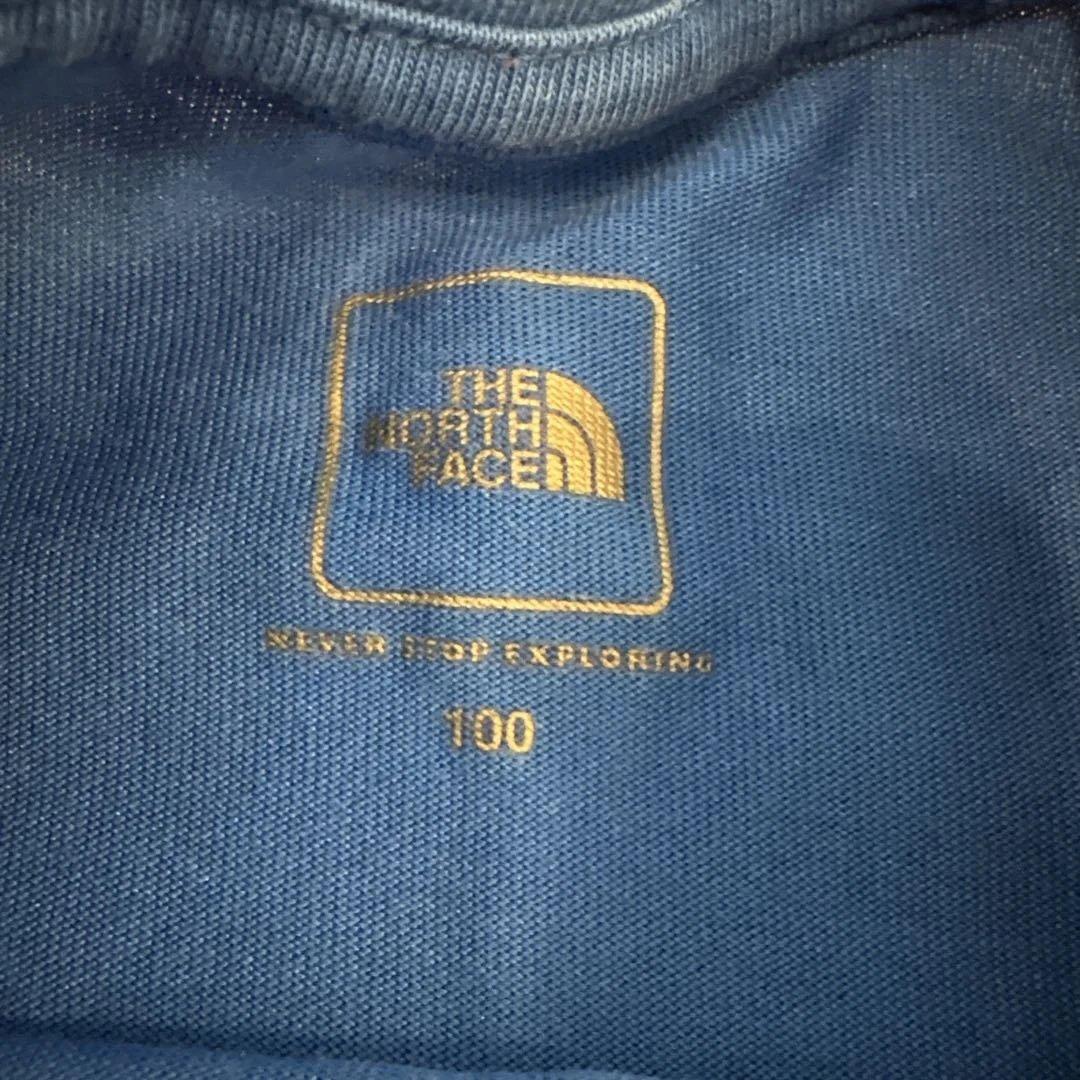 THE
NORTH
FACE
NEVER STOP EXPLORING
100